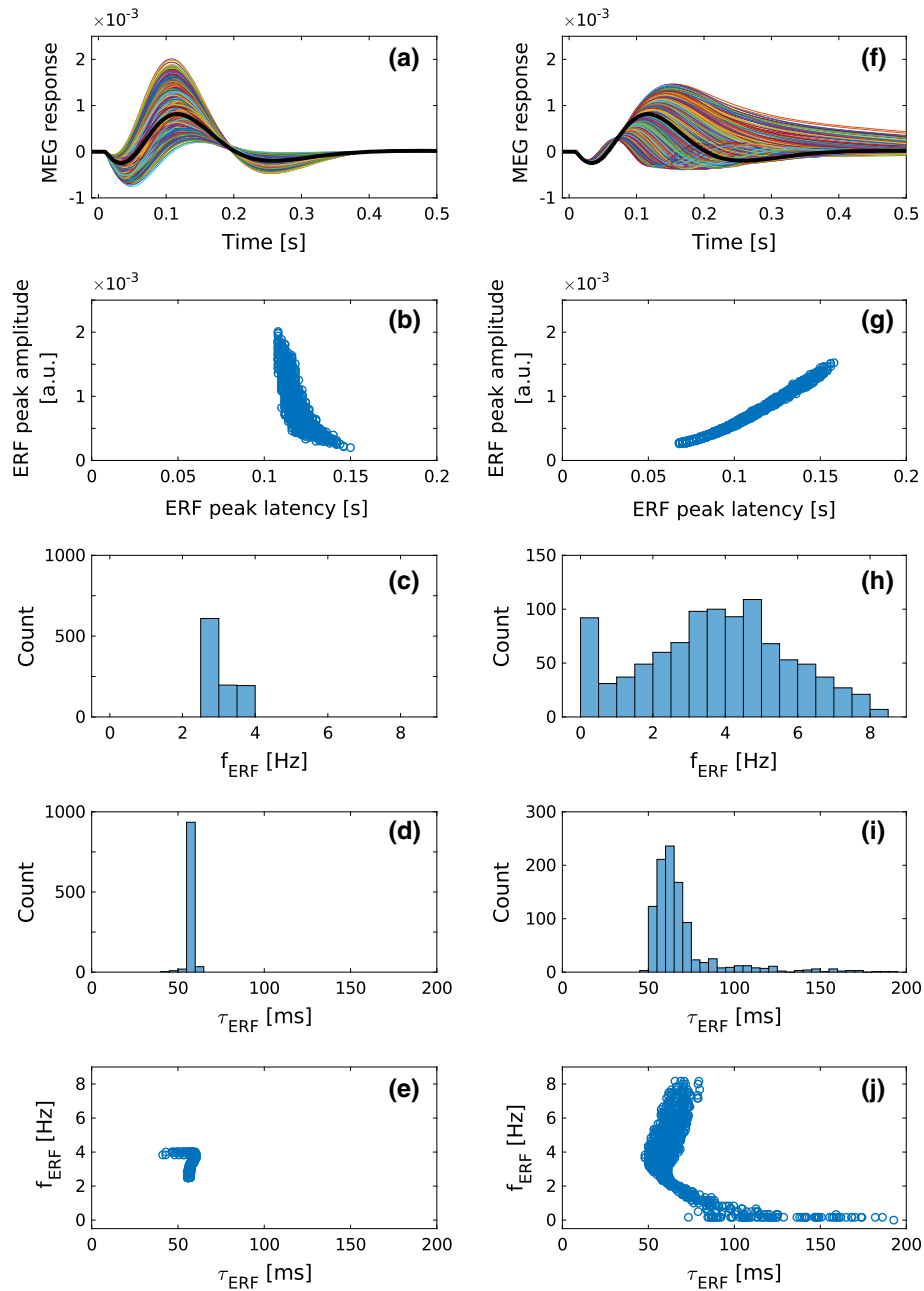 ×10⁻³
(a)
MEG response
2
1
0
-1
0
0.1
0.2
0.3
0.4
0.5
Time [s]
×10⁻³
(f)
MEG response
2
1
0
-1
0
0.1
0.2
0.3
0.4
0.5
Time [s]
×10⁻³
(b)
ERF peak amplitude
[a.u.]
2
1
0
0
0.05
0.1
0.15
0.2
ERF peak latency [s]
×10⁻³
(g)
ERF peak amplitude
[a.u.]
2
1
0
0
0.05
0.1
0.15
0.2
ERF peak latency [s]
(c)
Count
1000
500
0
0
2
4
6
8
f_ERF [Hz]
(h)
Count
150
100
50
0
0
2
4
6
8
f_ERF [Hz]
(d)
Count
1000
500
0
0
50
100
150
200
τ_ERF [ms]
(i)
Count
300
200
100
0
0
50
100
150
200
τ_ERF [ms]
(e)
f_ERF [Hz]
8
6
4
2
0
0
50
100
150
200
τ_ERF [ms]
(j)
f_ERF [Hz]
8
6
4
2
0
0
50
100
150
200
τ_ERF [ms]